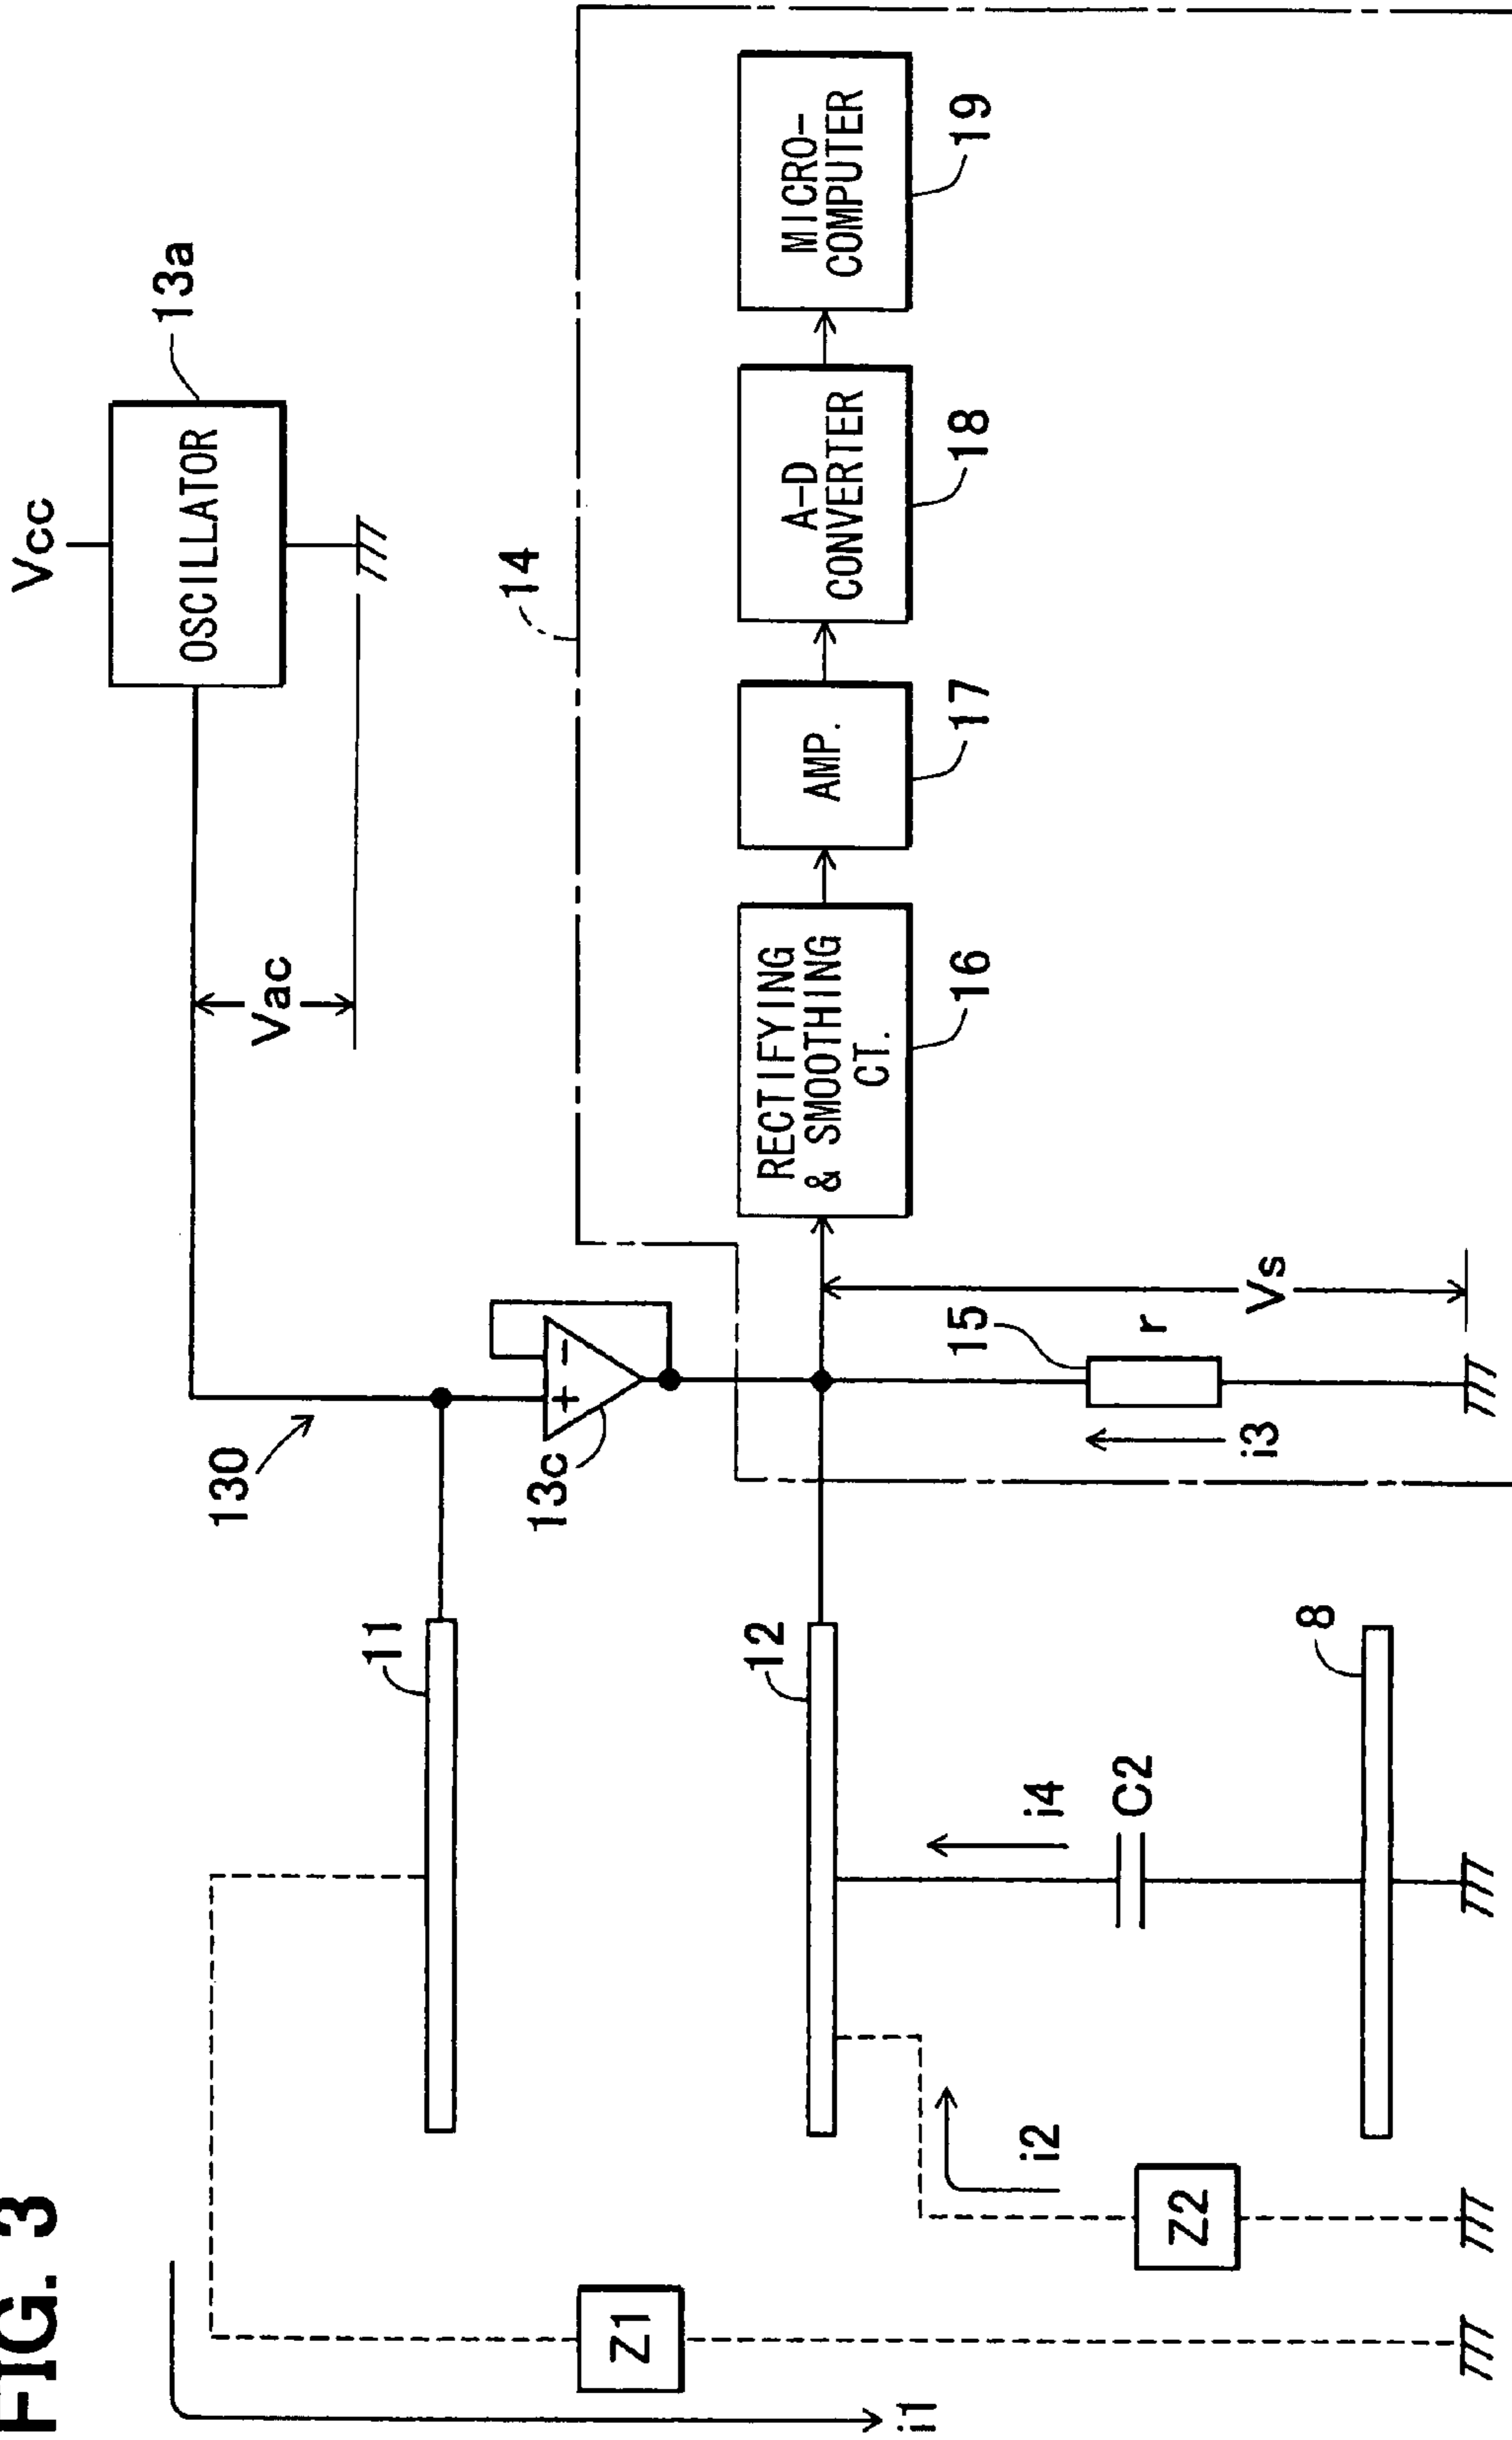 FIG. 3
Vcc
OSCILLATOR
13a
Vac
130
14
11
13c
+
−
12
RECTIFYING
& SMOOTHING
CT.
16
AMP.
17
A-D
CONVERTER
18
MICRO-
COMPUTER
19
15
r
Vs
i3
i4
C2
8
i2
Z2
Z1
i1